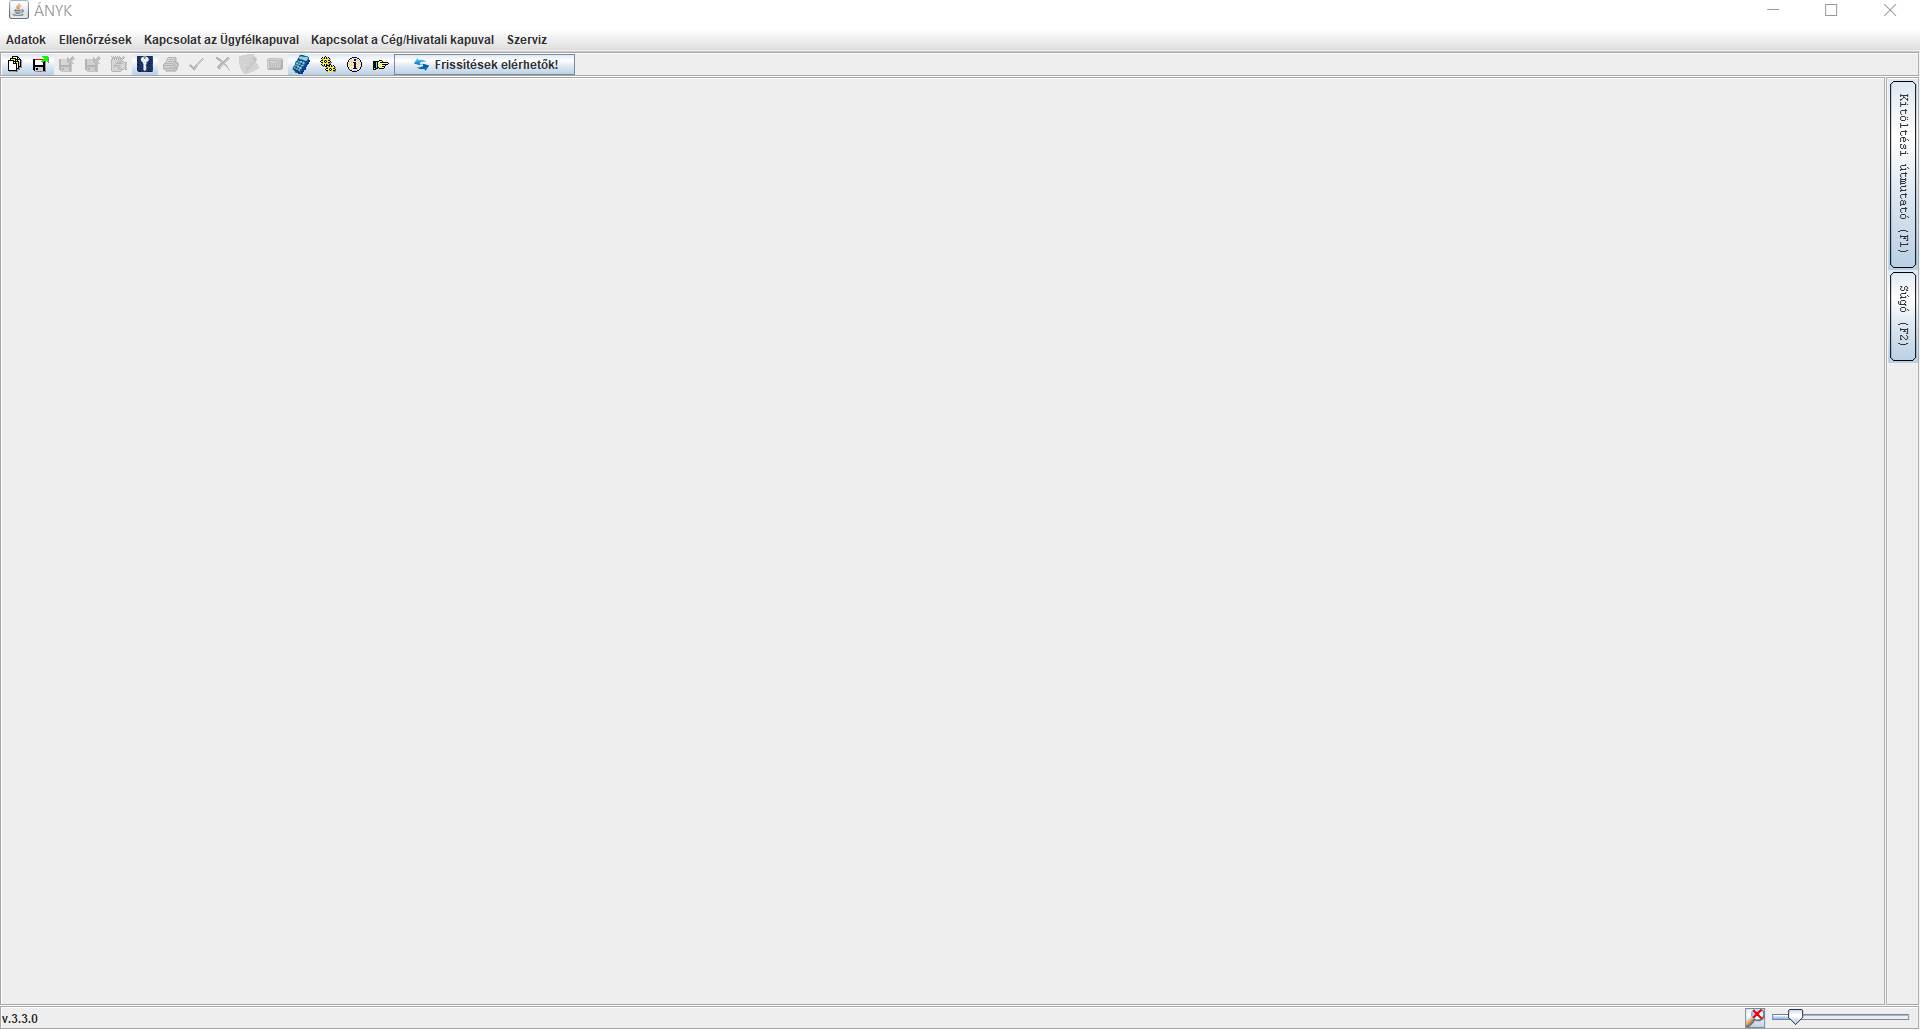 ÁNYK
Adatok Ellenőrzések Kapcsolat az Ügyfélkapuval Kapcsolat a Cég/Hivatali kapuval Szerviz
Frissítések elérhetők!
Kitöltési útmutató (F1)
Súgó (F2)
v.3.3.0